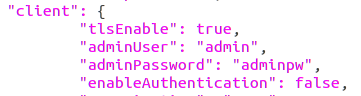 "client": {
"tlsEnable": true,
"adminUser": "admin",
"adminPassword": "adminpw",
"enableAuthentication": false,